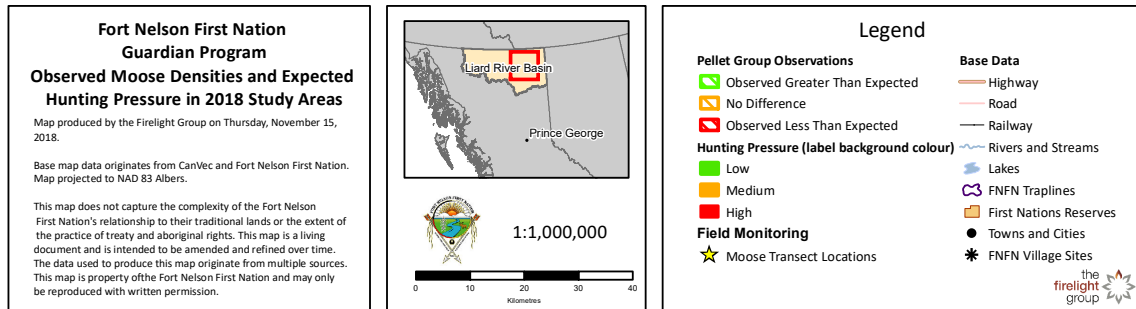 Fort Nelson First Nation
Guardian Program
Observed Moose Densities and Expected
Hunting Pressure in 2018 Study Areas
Map produced by the Firelight Group on Thursday, November 15,
2018.
Base map data originates from CanVec and Fort Nelson First Nation.
Map projected to NAD 83 Albers.
This map does not capture the complexity of the Fort Nelson
First Nation's relationship to their traditional lands or the extent of
the practice of treaty and aboriginal rights. This map is a living
document and is intended to be amended and refined over time.
The data used to produce this map originate from multiple sources.
This map is property ofthe Fort Nelson First Nation and may only
be reproduced with written permission.
Liard River Basin
Prince George
FORT NELSON FIRST NATION
1:1,000,000
0 10 20 30 40
Kilometres
Legend
Pellet Group Observations
Observed Greater Than Expected
No Difference
Observed Less Than Expected
Hunting Pressure (label background colour)
Low
Medium
High
Field Monitoring
Moose Transect Locations
Base Data
Highway
Road
Railway
Rivers and Streams
Lakes
FNFN Traplines
First Nations Reserves
Towns and Cities
FNFN Village Sites
the
firelight
group